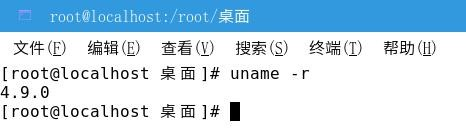 root@localhost:/root/桌面
文件(F) 编辑(E) 查看(V) 搜索(S) 终端(T) 帮助(H)
[root@localhost 桌面]# uname -r
4.9.0
[root@localhost 桌面]#